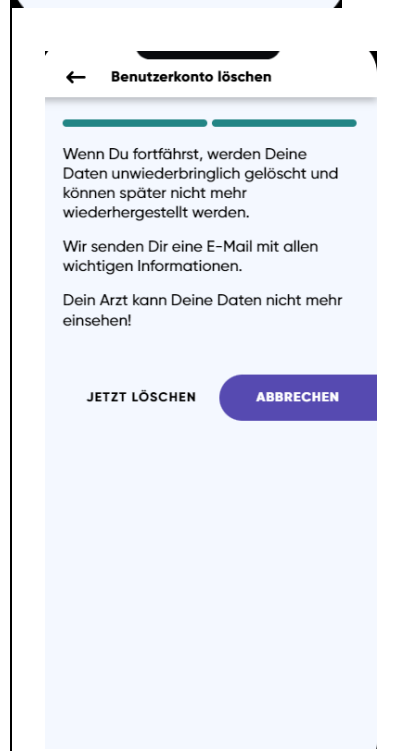 Benutzerkonto löschen
Wenn Du fortfährst, werden Deine
Daten unwiederbringlich gelöscht und
können später nicht mehr
wiederhergestellt werden.
Wir senden Dir eine E-Mail mit allen
wichtigen Informationen.
Dein Arzt kann Deine Daten nicht mehr
einsehen!
JETZT LÖSCHEN ABBRECHEN